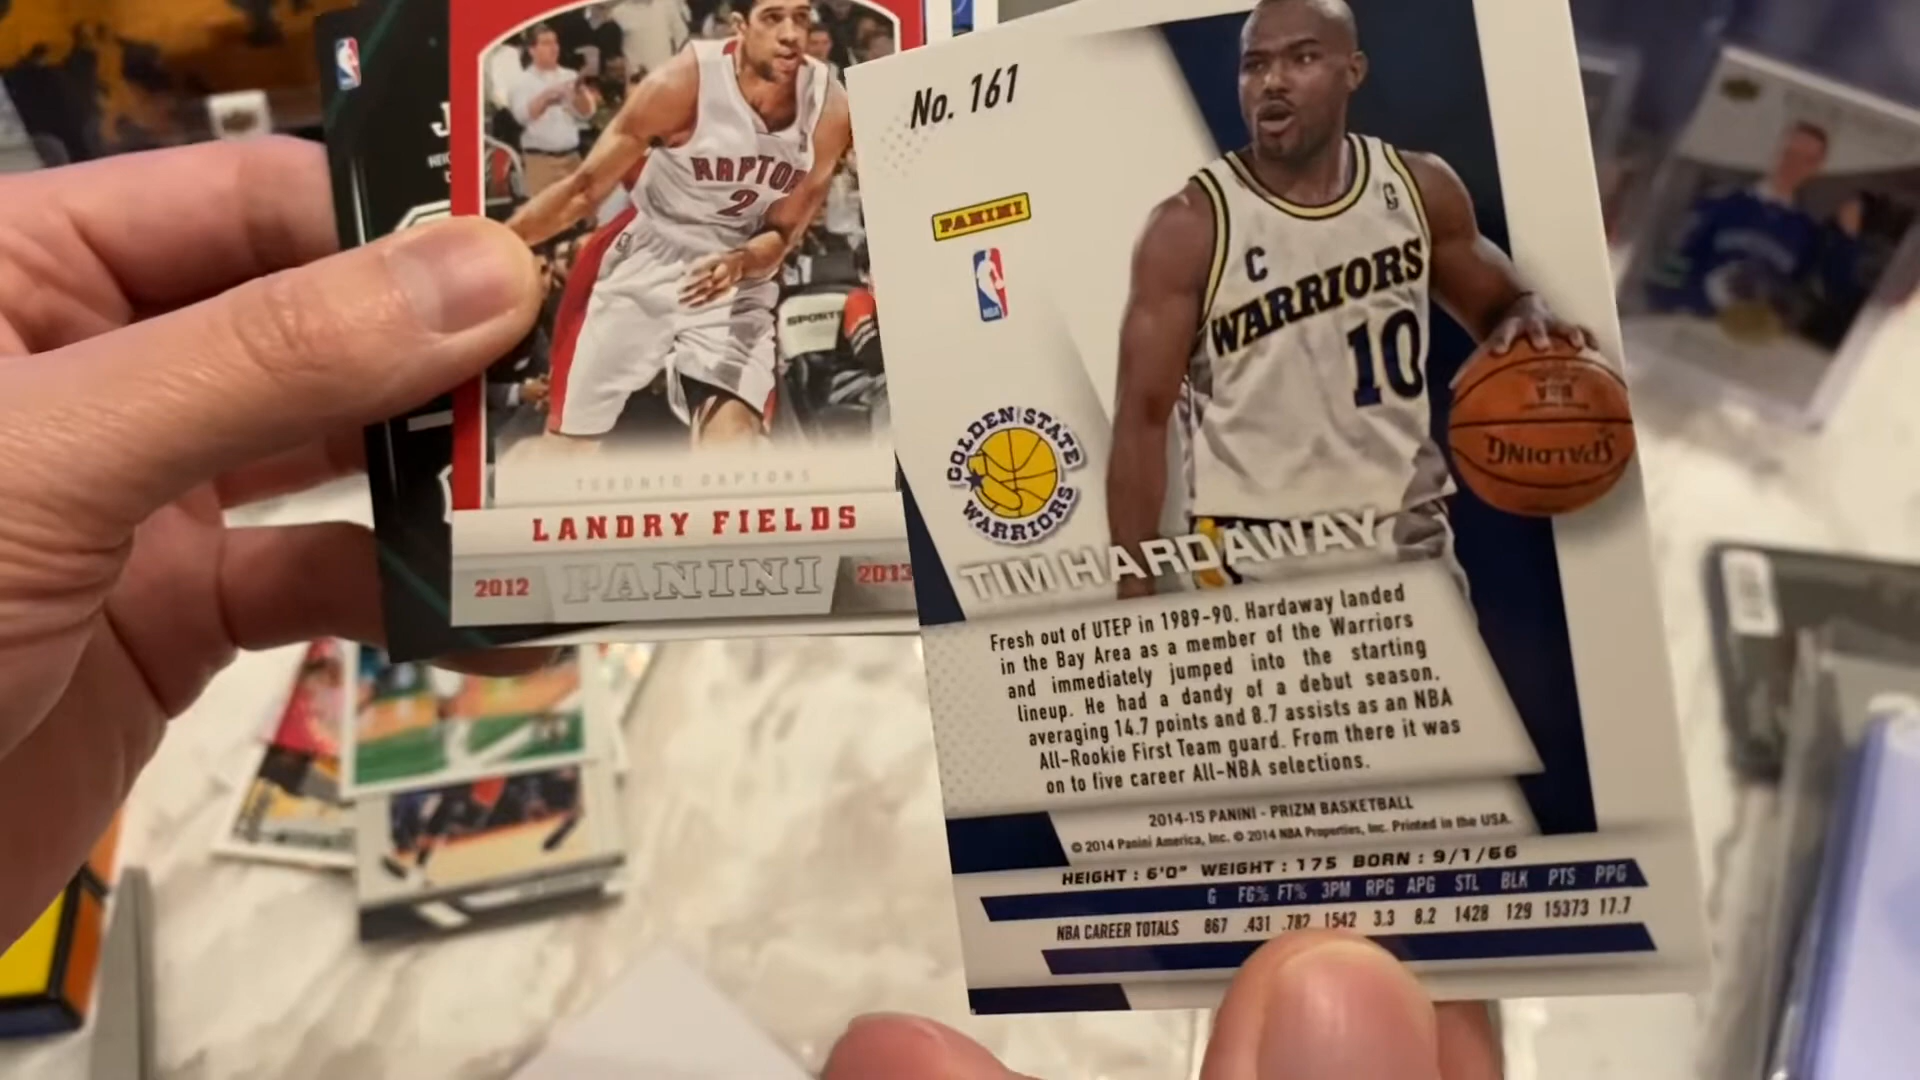 RAPTO
2
SPORTS
TORONTO RAPTORS
LANDRY FIELDS
2012 PANINI 2013
No. 161
PANINI
NBA
C
WARRIORS
10
SPALDING
GOLDEN STATE
WARRIORS
TIM HARDAWAY
Fresh out of UTEP in 1989-90, Hardaway landed
in the Bay Area as a member of the Warriors
and immediately jumped into the starting
lineup. He had a dandy of a debut season,
averaging 14.7 points and 8.7 assists as an NBA
All-Rookie First Team guard. From there it was
on to five career All-NBA selections.
2014-15 PANINI - PRIZM BASKETBALL
© 2014 Panini America, Inc. © 2014 NBA Properties, Inc. Printed in the USA.
HEIGHT : 6'0" WEIGHT : 175 BORN : 9/1/66
G FG% FT% 3PM RPG APG STL BLK PTS PPG
NBA CAREER TOTALS 867 .431 .782 1542 3.3 8.2 1428 129 15373 17.7